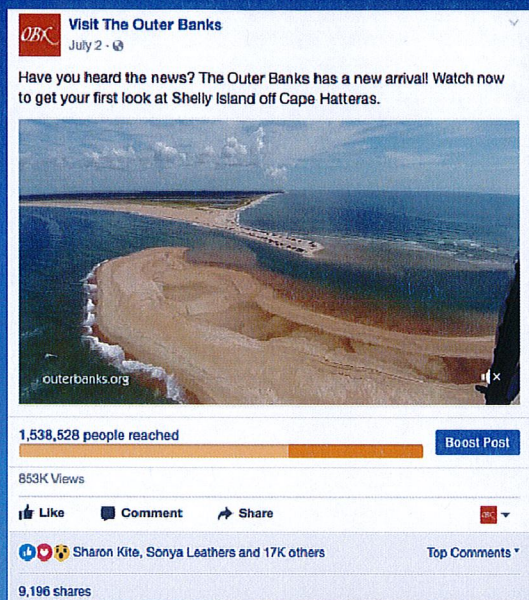 OBX
Visit The Outer Banks
July 2 ·
Have you heard the news? The Outer Banks has a new arrival! Watch now
to get your first look at Shelly Island off Cape Hatteras.
outerbanks.org
1,538,528 people reached
Boost Post
853K Views
Like Comment Share
Sharon Kite, Sonya Leathers and 17K others Top Comments
9,196 shares